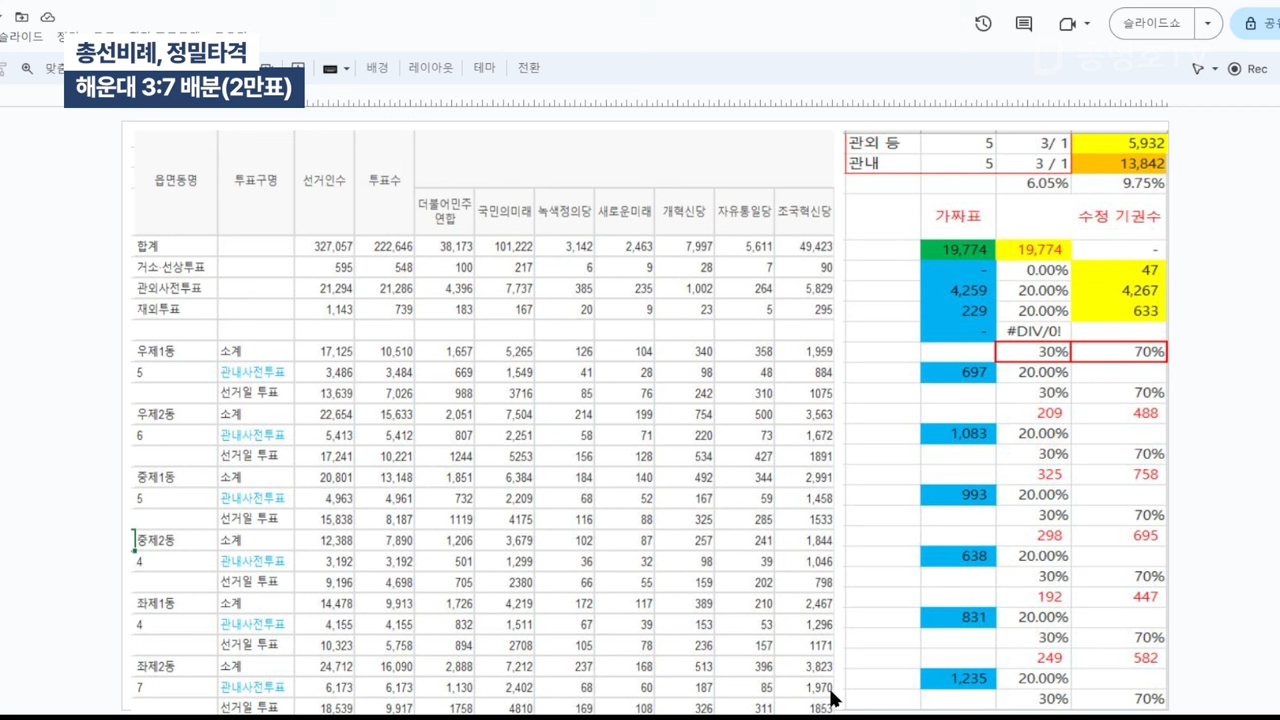 총선비례, 정밀타격
해운대 3:7 배분(2만표)
슬라이드
슬라이드쇼
맞춤
배경
레이아웃
테마
전환
Rec
읍면동명 투표구명 선거인수 투표수 더불어민주연합 국민의미래 녹색정의당 새로운미래 개혁신당 자유통일당 조국혁신당
합계 327,057 222,646 38,173 101,222 3,142 2,463 7,997 5,611 49,423
거소·선상투표 595 548 100 217 6 9 28 7 90
관외사전투표 21,294 21,286 4,396 7,737 385 235 1,002 264 5,829
재외투표 1,143 739 183 167 20 9 23 5 295
우제1동 소계 17,125 10,510 1,657 5,265 126 104 340 358 1,959
5 관내사전투표 3,486 3,484 669 1,549 41 28 98 48 884
선거일 투표 13,639 7,026 988 3716 85 76 242 310 1075
우제2동 소계 22,654 15,633 2,051 7,504 214 199 754 500 3,563
6 관내사전투표 5,413 5,412 807 2,251 58 71 220 73 1,672
선거일 투표 17,241 10,221 1244 5253 156 128 534 427 1891
중제1동 소계 20,801 13,148 1,851 6,384 184 140 492 344 2,991
5 관내사전투표 4,963 4,961 732 2,209 68 52 167 59 1,458
선거일 투표 15,838 8,187 1119 4175 116 88 325 285 1533
중제2동 소계 12,388 7,890 1,206 3,679 102 87 257 241 1,844
4 관내사전투표 3,192 3,192 501 1,299 36 32 98 39 1,046
선거일 투표 9,196 4,698 705 2380 66 55 159 202 798
좌제1동 소계 14,478 9,913 1,726 4,219 172 117 389 210 2,467
4 관내사전투표 4,155 4,155 832 1,511 67 39 153 53 1,296
선거일 투표 10,323 5,758 894 2708 105 78 236 157 1171
좌제2동 소계 24,712 16,090 2,888 7,212 237 168 513 396 3,823
7 관내사전투표 6,173 6,173 1,130 2,402 68 60 187 85 1,970
선거일 투표 18,539 9,917 1758 4810 169 108 326 311 1853
관외 등 5 3/ 1 5,932
관내 5 3 / 1 13,842
6.05% 9.75%
가짜표 수정 기권수
19,774 19,774 -
- 0.00% 47
4,259 20.00% 4,267
229 20.00% 633
- #DIV/0!
30% 70%
697 20.00%
30% 70%
209 488
1,083 20.00%
30% 70%
325 758
993 20.00%
30% 70%
298 695
638 20.00%
30% 70%
192 447
831 20.00%
30% 70%
249 582
1,235 20.00%
30% 70%